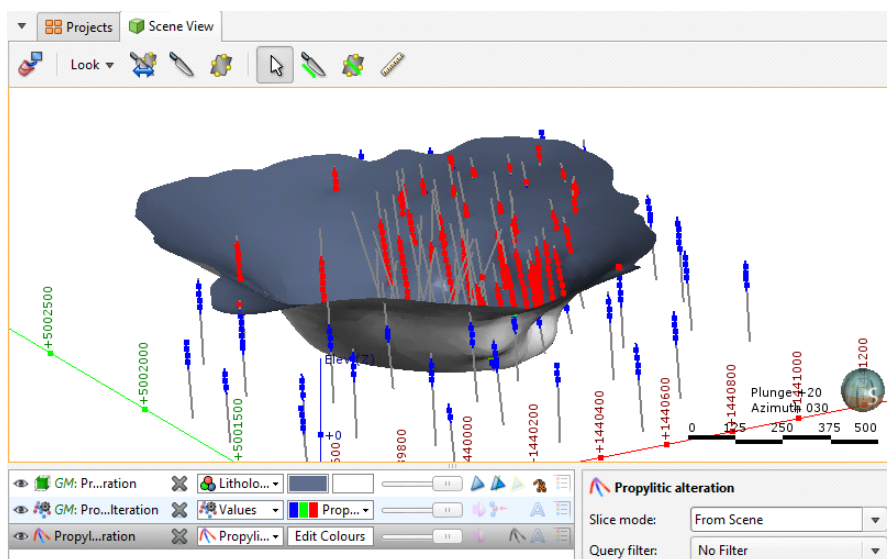 Projects
Scene View
Look
+5002500
+5002000
+5001500
Elev (Z)
+0
+1440400
+1440600
+1440800
+1441000
Plunge +20
Azimuth 030
0 125 250 375 500
S
GM: Pr...ration
Litholo...
GM: Pro...Iteration
Values
Prop...
Propyl...ration
Propyli...
Edit Colours
Propylitic alteration
Slice mode:
From Scene
Query filter:
No Filter